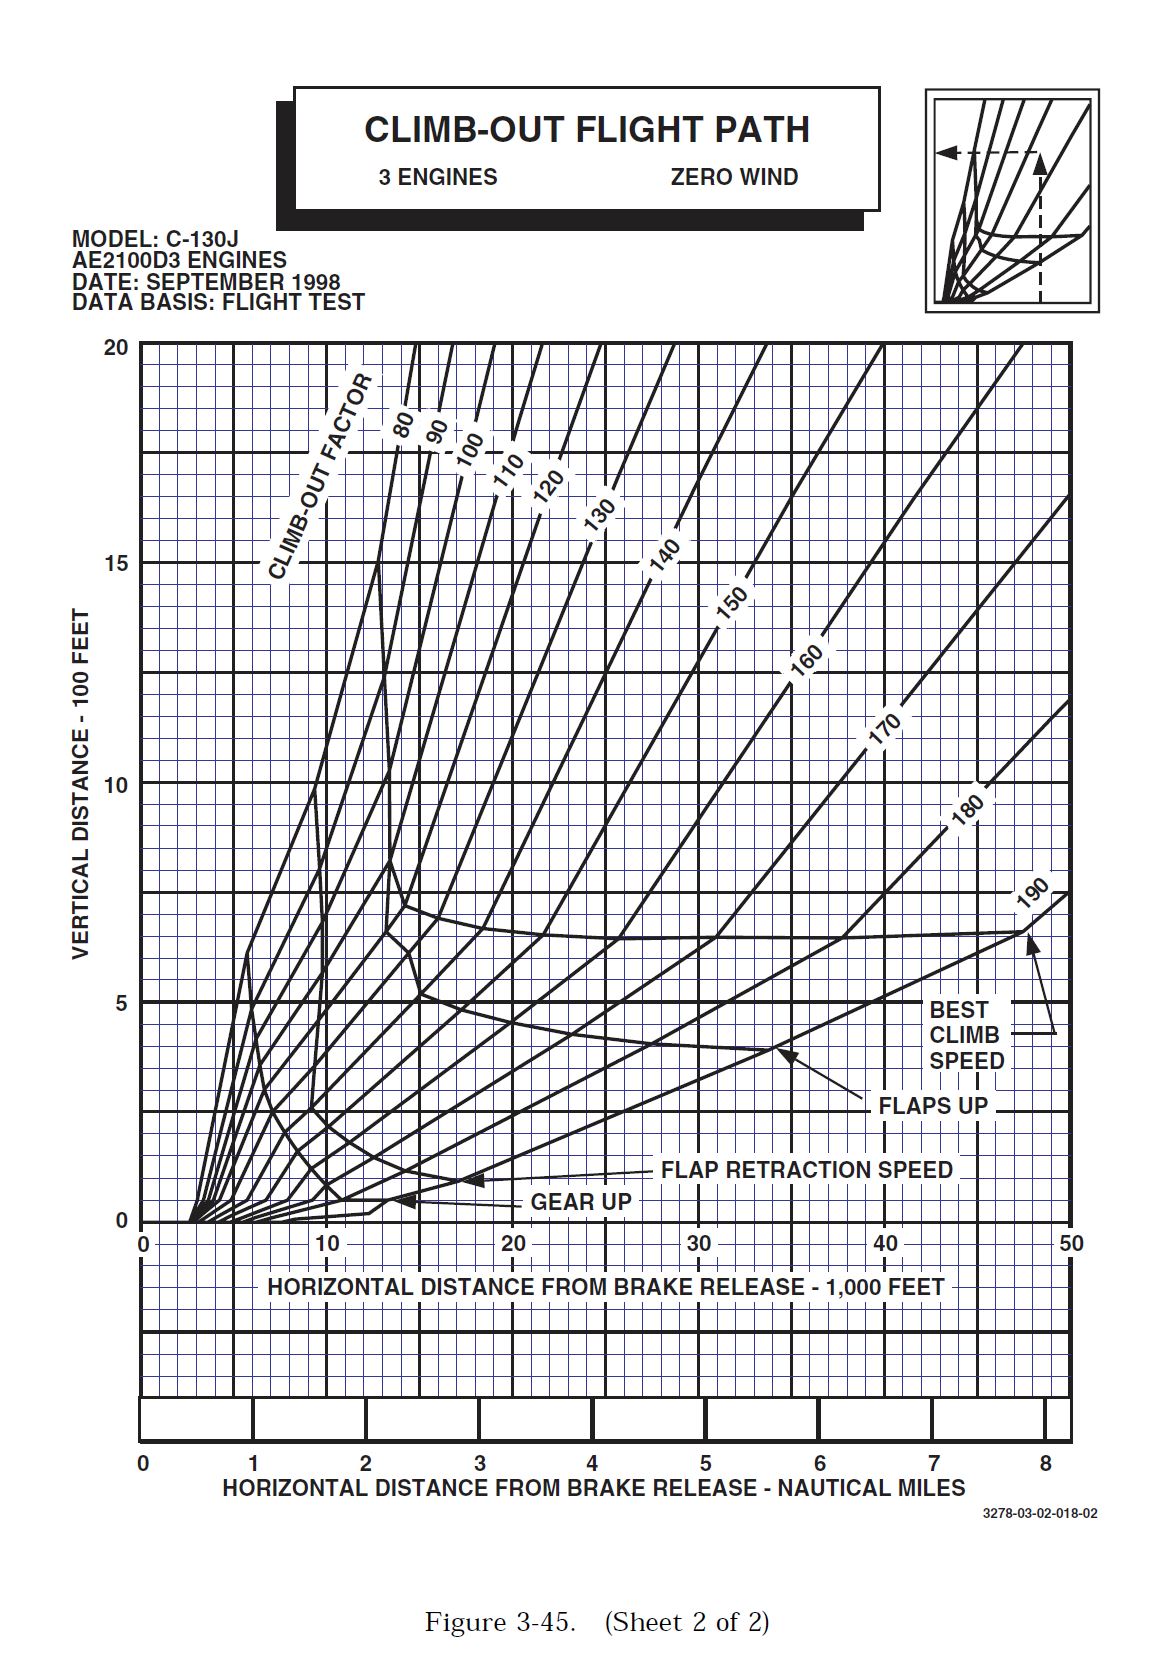 CLIMB-OUT FLIGHT PATH
3 ENGINES ZERO WIND
MODEL: C-130J
AE2100D3 ENGINES
DATE: SEPTEMBER 1998
DATA BASIS: FLIGHT TEST
20
15
10
5
0
VERTICAL DISTANCE - 100 FEET
CLIMB-OUT FACTOR
80
90
100
110
120
130
140
150
160
170
180
190
BEST
CLIMB
SPEED
FLAPS UP
FLAP RETRACTION SPEED
GEAR UP
0 10 20 30 40 50
HORIZONTAL DISTANCE FROM BRAKE RELEASE - 1,000 FEET
0 1 2 3 4 5 6 7 8
HORIZONTAL DISTANCE FROM BRAKE RELEASE - NAUTICAL MILES
3278-03-02-018-02
Figure 3-45. (Sheet 2 of 2)